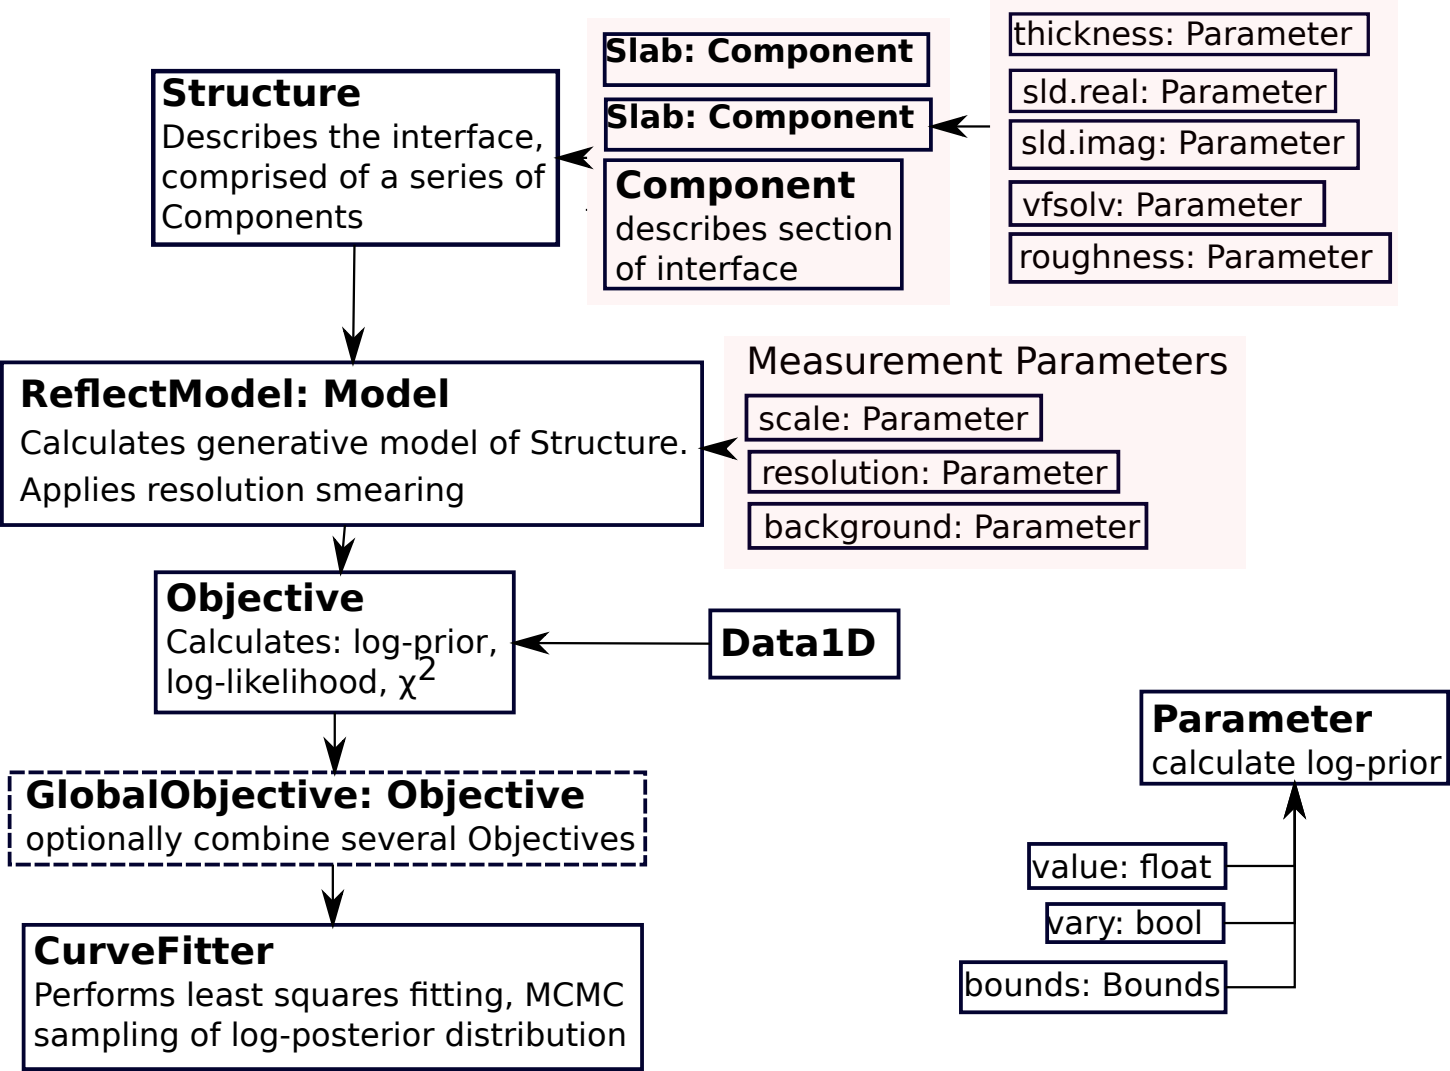 Structure
Describes the interface,
comprised of a series of
Components
Slab: Component
Slab: Component
Component
describes section
of interface
thickness: Parameter
sld.real: Parameter
sld.imag: Parameter
vfsolv: Parameter
roughness: Parameter
ReflectModel: Model
Calculates generative model of Structure.
Applies resolution smearing
Measurement Parameters
scale: Parameter
resolution: Parameter
background: Parameter
Objective
Calculates: log-prior,
log-likelihood, χ²
Data1D
GlobalObjective: Objective
optionally combine several Objectives
CurveFitter
Performs least squares fitting, MCMC
sampling of log-posterior distribution
Parameter
calculate log-prior
value: float
vary: bool
bounds: Bounds